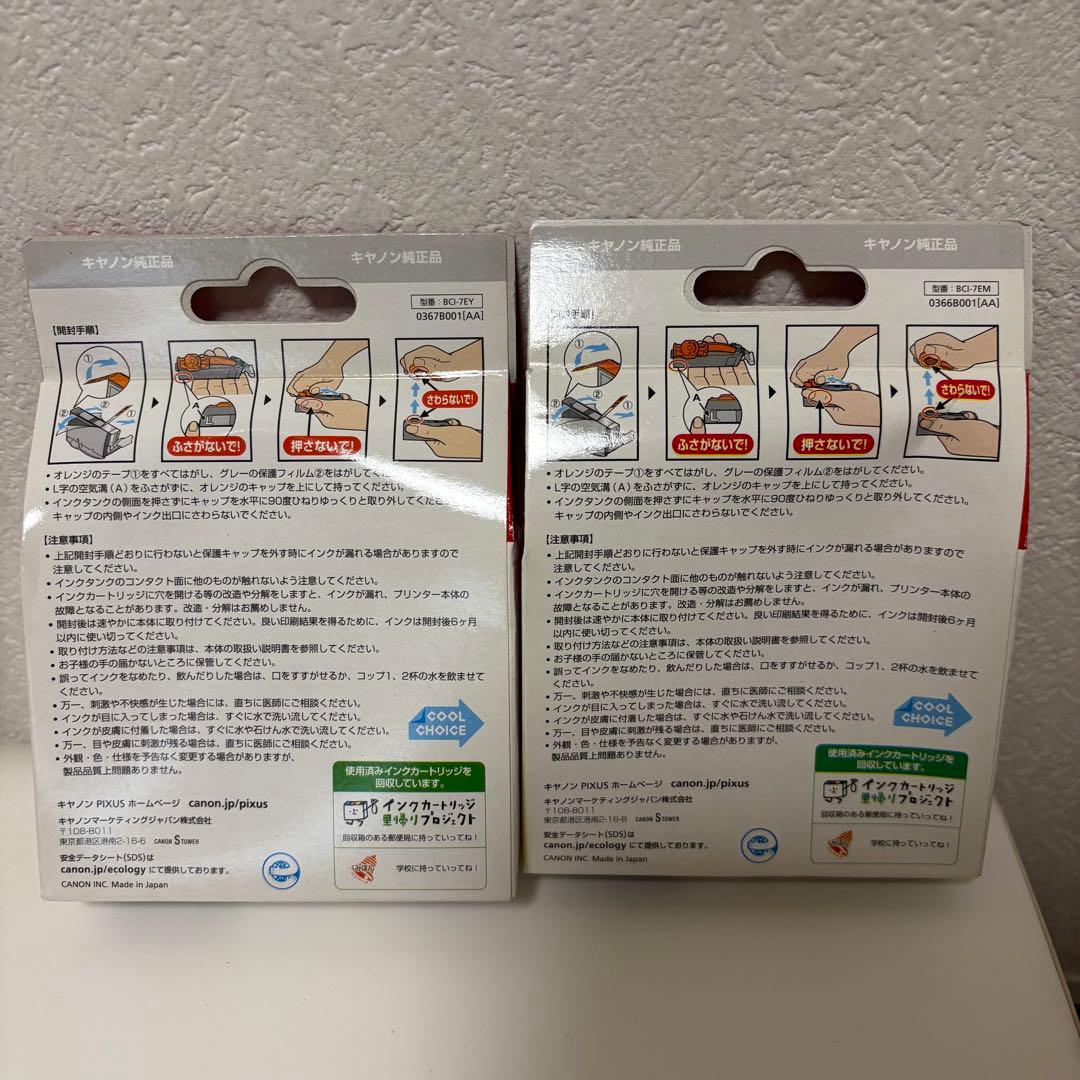 キヤノン純正品
キヤノン純正品
型番：BCI-7EY
0367B001[AA]
【開封手順】
①
②
②
A
ふさがないで!
押さないで!
さわらないで!
• オレンジのテープ①をすべてはがし、グレーの保護フィルム②をはがしてく
• L字の空気溝（A）をふさがずに、オレンジのキャップを上にして持ってください。
• インクタンクの側面を押さずにキャップを水平に90度ひねりゆっくりと取り外してくださ
キャップの内側やインク出口にさわらないでください。
【注意事項】
• 上記開封手順どおりに行わないと保護キャップを外す時にインクが漏れる場合がありますので
注意してください。
• インクタンクのコンタクト面に他のものが触れないよう注意してください。
• インクカートリッジに穴を開ける等の改造や分解をしますと、インクが漏れ、プリンター本体の
故障となることがあります。改造・分解はお薦めしません。
• 開封後は速やかに本体に取り付けてください。良い印刷結果を得るために、インクは開封後6ヶ月
以内に使い切ってください。
• 取り付け方法などの注意事項は、本体の取扱い説明書を参照してください。
• お子様の手の届かないところに保管してください。
• 誤ってインクをなめたり、飲んだりした場合は、口をすすがせるか、コップ1、2杯の水を飲ませて
ください。
• 万一、刺激や不快感が生じた場合には、直ちに医師にご相談ください。
• インクが目に入ってしまった場合は、すぐに水で洗い流してください。
• インクが皮膚に付着した場合は、すぐに水や石けん水で洗い流してください。
• 万一、目や皮膚に刺激が残る場合は、直ちに医師にご相談ください。
• 外観・色・仕様を予告なく変更する場合がありますが、
製品品質上問題ありません。
COOL
CHOICE
キヤノン PIXUS ホームページ canon.jp/pixus
キヤノンマーケティングジャパン株式会社
〒108-8011
東京都港区港南2-16-6 CANON S TOWER
安全データシート(SDS)は
canon.jp/ecology にて提供しております。
CANON INC. Made in Japan
使用済みインクカートリッジを
回収しています。
インクカートリッジ
里帰りプロジェクト
回収箱のある郵便局に持っていってね!
学校に持っていってね!
キヤノン純正品
キヤノン純正品
型番：BCI-7EM
0366B001[AA]
①
②
②
A
ふさがないで!
押さないで!
さわらないで!
• オレンジのテープ①をすべてはがし、グレーの保護フィルム②をはがしてください。
• L字の空気溝（A）をふさがずに、オレンジのキャップを上にして持ってください。
• インクタンクの側面を押さずにキャップを水平に90度ひねりゆっくりと取り外してください。
キャップの内側やインク出口にさわらないでください。
【注意事項】
• 上記開封手順どおりに行わないと保護キャップを外す時にインクが漏れる場合がありますので
注意してください。
• インクタンクのコンタクト面に他のものが触れないよう注意してください。
• インクカートリッジに穴を開ける等の改造や分解をしますと、インクが漏れ、プリンター本体の
故障となることがあります。改造・分解はお薦めしません。
• 開封後は速やかに本体に取り付けてください。良い印刷結果を得るために、インクは開封後6ヶ月
以内に使い切ってください。
• 取り付け方法などの注意事項は、本体の取扱い説明書を参照してください。
• お子様の手の届かないところに保管してください。
• 誤ってインクをなめたり、飲んだりした場合は、口をすすがせるか、コップ1、2杯の水を飲ませて
ください。
• 万一、刺激や不快感が生じた場合には、直ちに医師にご相談ください。
• インクが目に入ってしまった場合は、すぐに水で洗い流してください。
• インクが皮膚に付着した場合は、すぐに水や石けん水で洗い流してください。
• 万一、目や皮膚に刺激が残る場合は、直ちに医師にご相談ください。
• 外観・色・仕様を予告なく変更する場合がありますが、
製品品質上問題ありません。
COOL
CHOICE
キヤノン PIXUS ホームページ canon.jp/pixus
キヤノンマーケティングジャパン株式会社
〒108-8011
東京都港区港南2-16-6 CANON S TOWER
安全データシート(SDS)は
canon.jp/ecology にて提供しております。
CANON INC. Made in Japan
使用済みインクカートリッジを
回収しています。
インクカートリッジ
里帰りプロジェクト
回収箱のある郵便局に持っていってね!
学校に持っていってね!